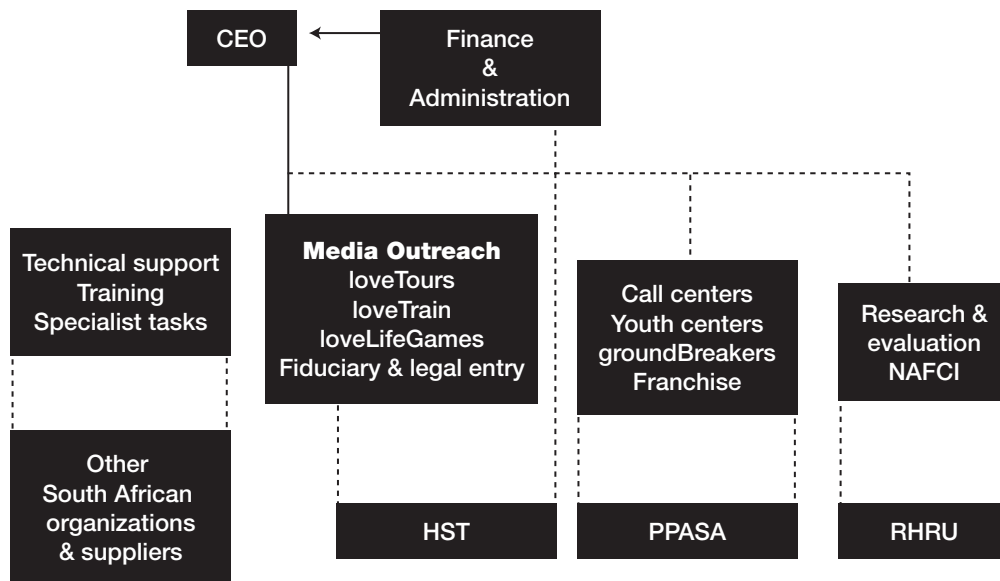 CEO
Finance
&
Administration
Technical support
Training
Specialist tasks
Media Outreach
loveTours
loveTrain
loveLifeGames
Fiduciary & legal entry
Call centers
Youth centers
groundBreakers
Franchise
Research &
evaluation
NAFCI
Other
South African
organizations
& suppliers
HST
PPASA
RHRU